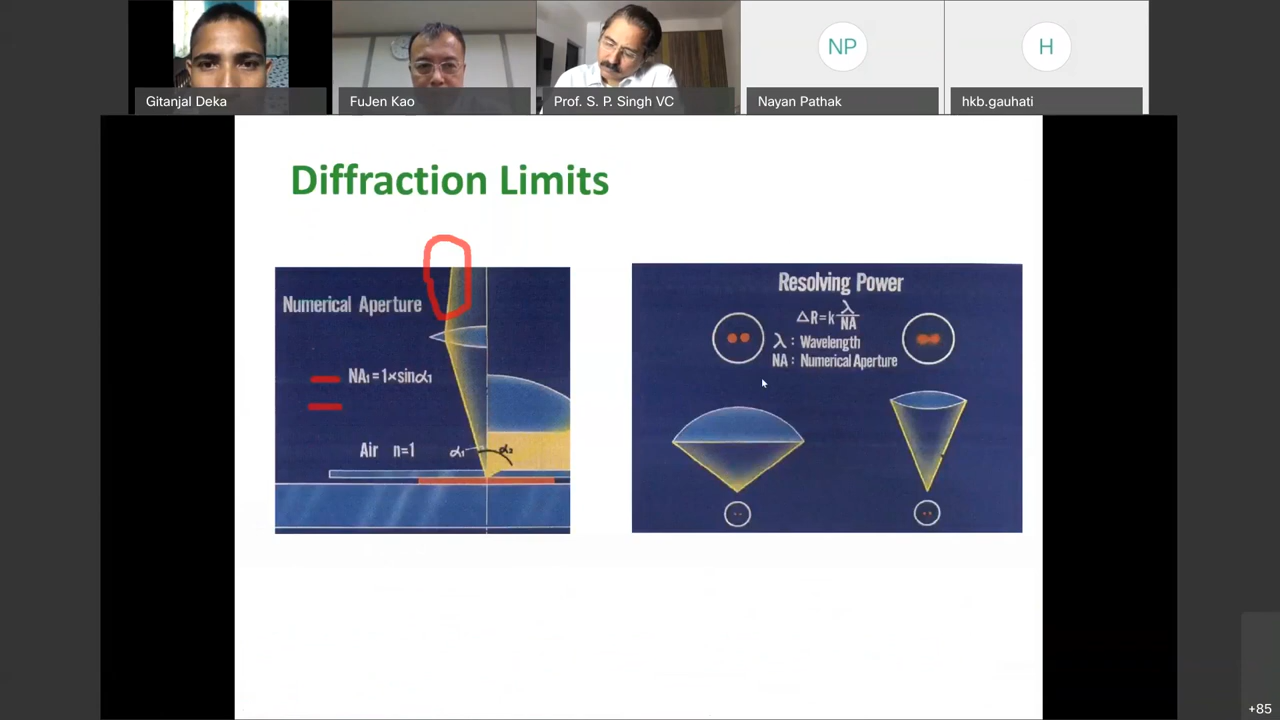 NP
H
Gitanjal Deka
FuJen Kao
Prof. S. P. Singh VC
Nayan Pathak
hkb.gauhati
Diffraction Limits
Numerical Aperture
NA₁=1×sinα₁
Air n=1
α₁
α₂
Resolving Power
△R=k λ/NA
λ : Wavelength
NA : Numerical Aperture
+85